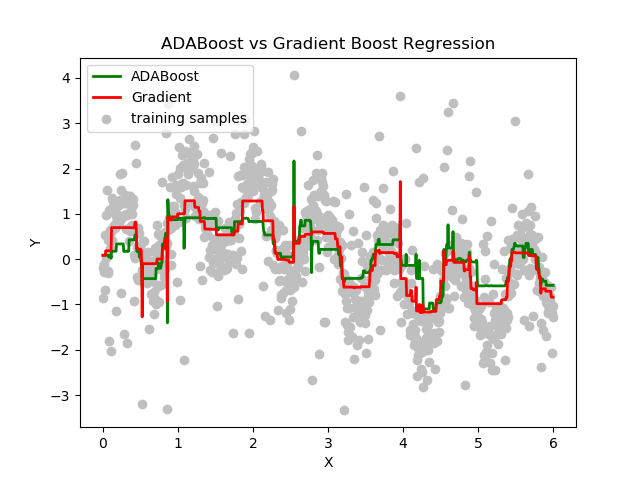 ADABoost vs Gradient Boost Regression
ADABoost
Gradient
training samples
Y
4
3
2
1
0
−1
−2
−3
0
1
2
3
4
5
6
X